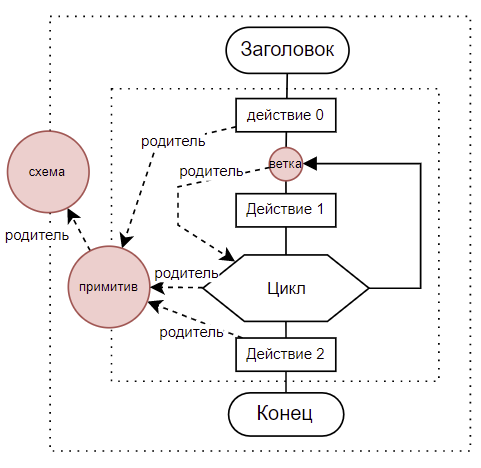 Заголовок
действие 0
родитель
ветка
родитель
схема
Действие 1
родитель
родитель
примитив
Цикл
родитель
Действие 2
Конец